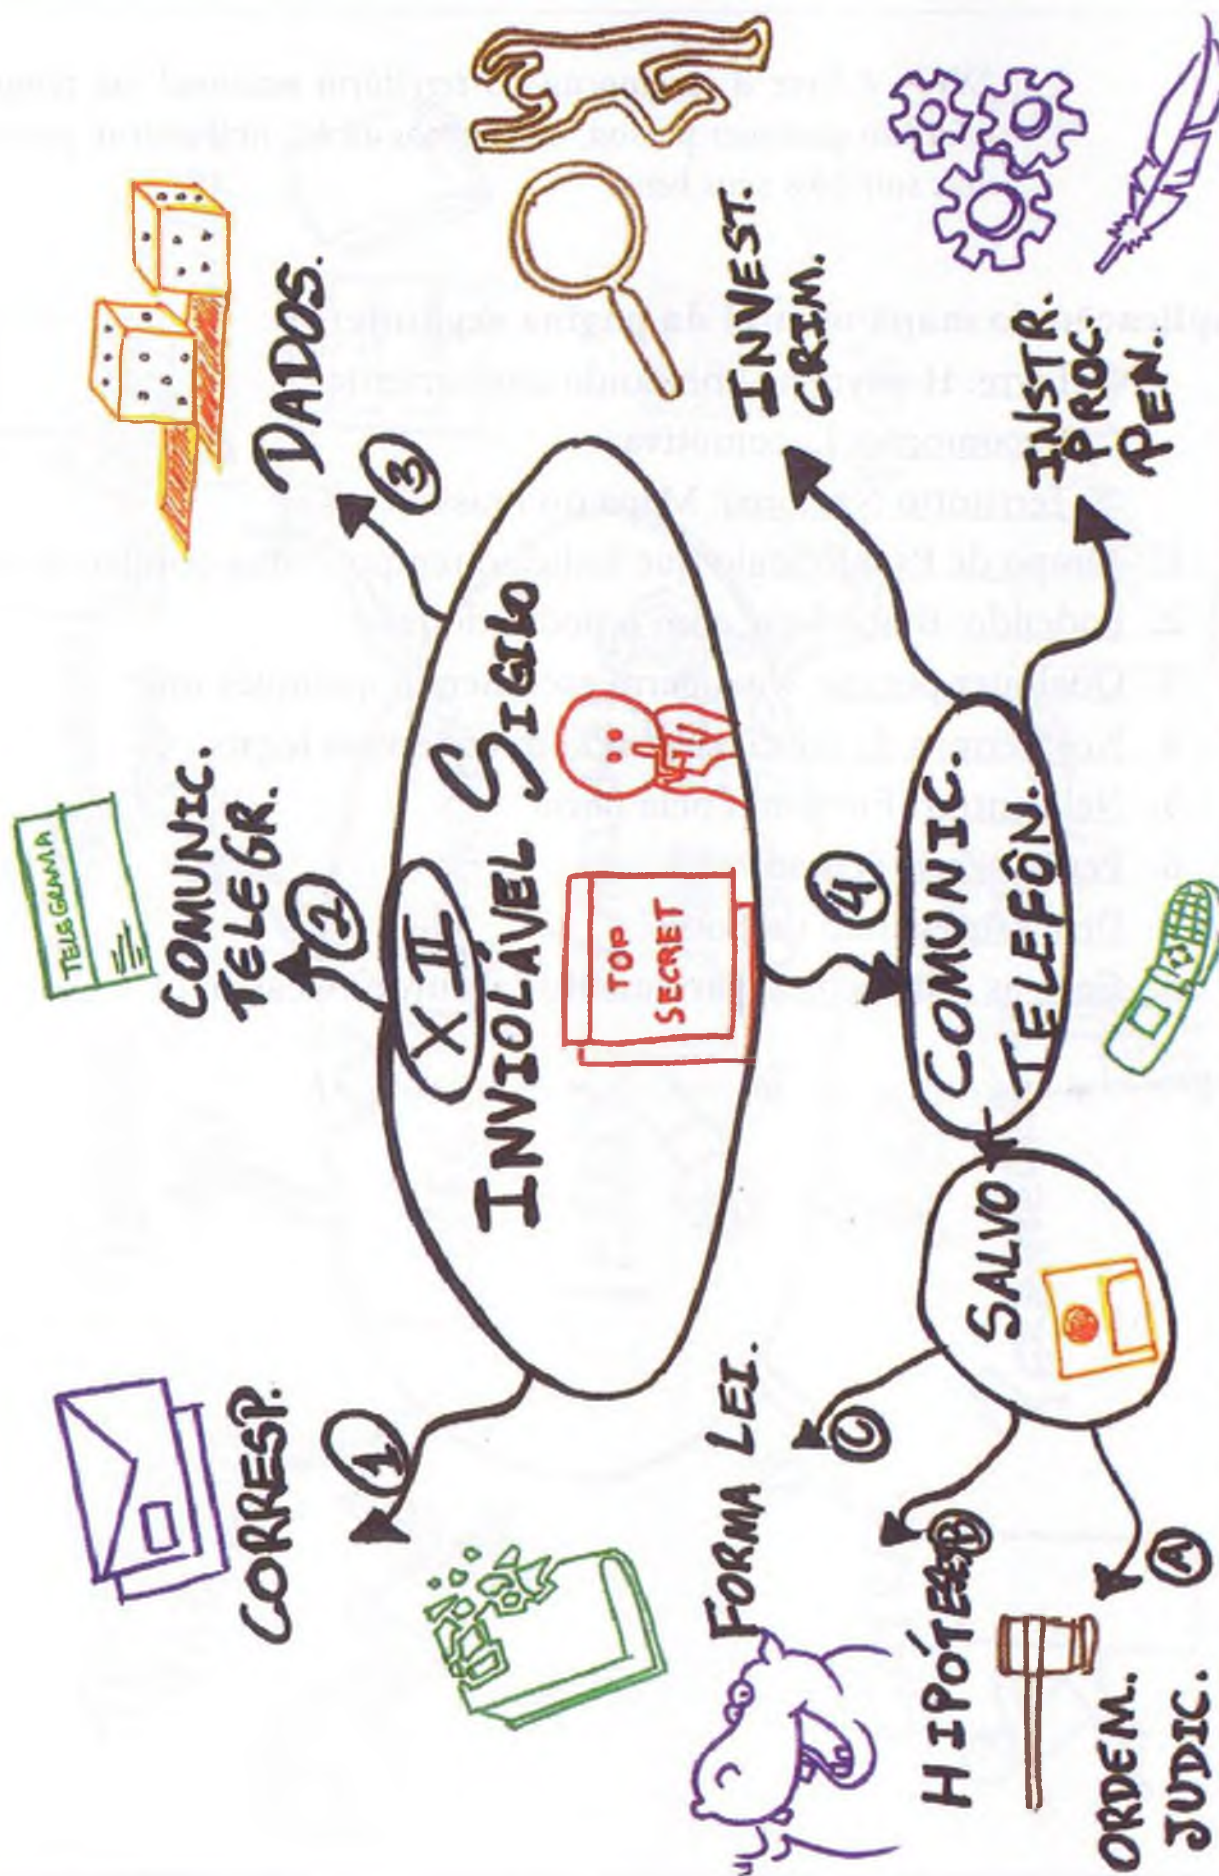 XII
INVIOLÁVEL SIGILO
TOP
SECRET
1
CORRESP.
2
COMUNIC.
TELEGR.
TELEGRAMA
3
DADOS.
4
COMUNIC.
TELEFÔN.
INVEST.
CRIM.
INSTR.
PROC.
PEN.
SALVO
A
ORDEM.
JUDIC.
B
C
FORMA LEI.